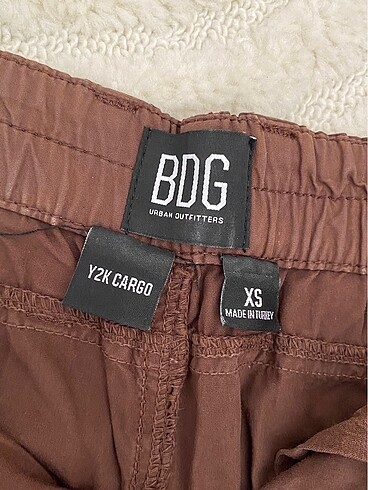 BDG
URBAN OUTFITTERS
Y2K CARGO
XS
MADE IN TURKEY